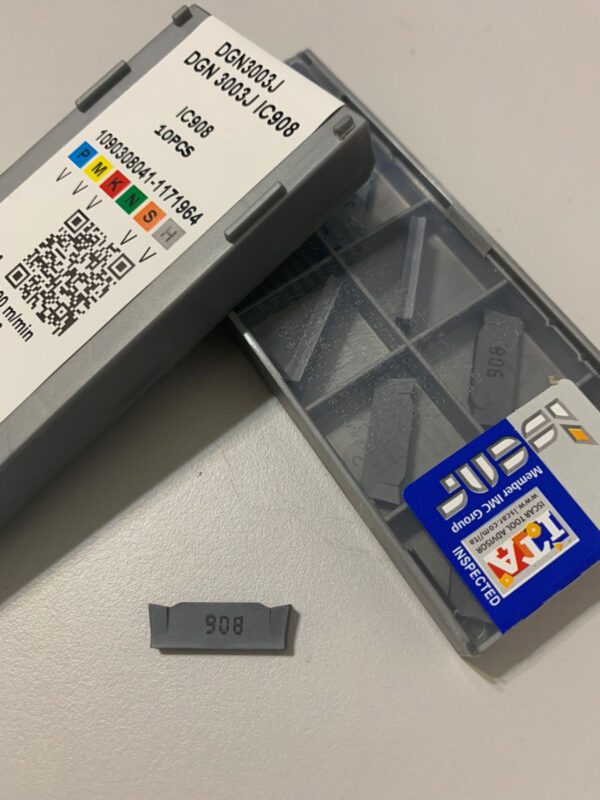 DGN3003J
DGN 3003J IC908
IC908
10PCS
1090308041-1171964
P M K N S H
V V V V V
m/min
908
908
ISCAR
Member IMC Group
ITA
ISCAR TOOL ADVISOR
www.iscar.com/ita
INSPECTED